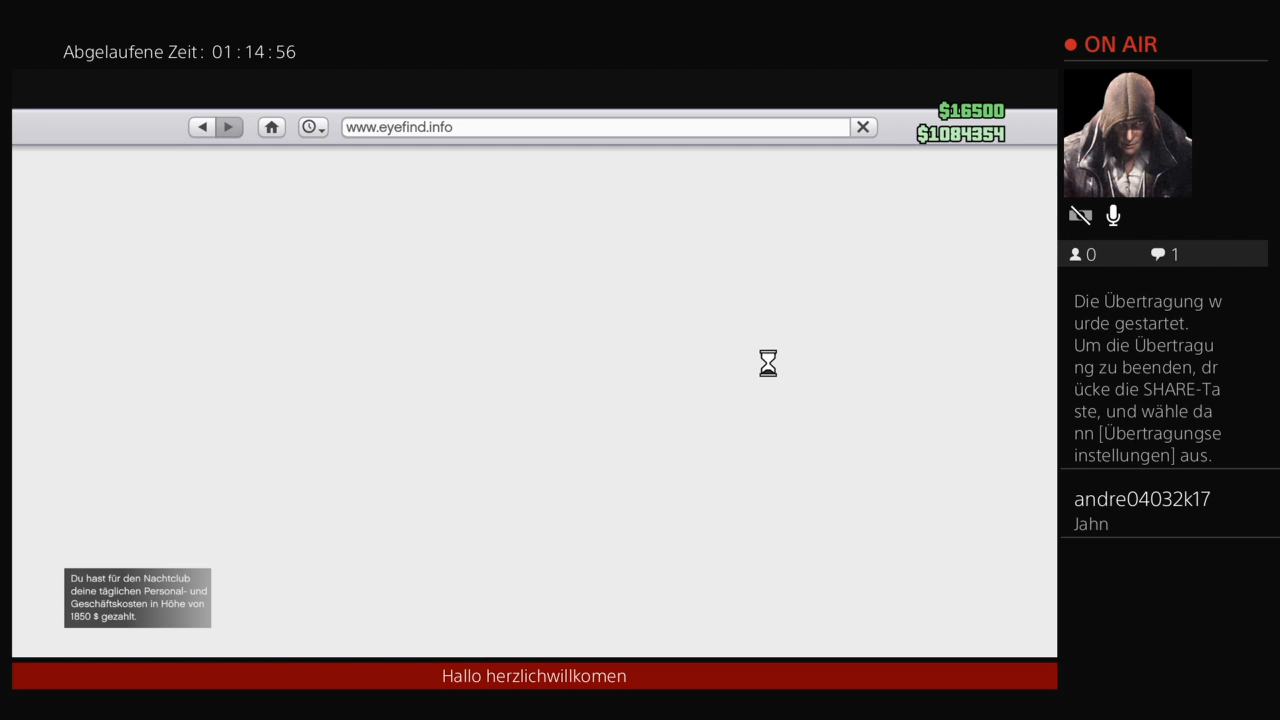 Abgelaufene Zeit: 01:14:56
ON AIR
www.eyefind.info
$16500
$1084354
0
1
Die Übertragung w
urde gestartet.
Um die Übertragu
ng zu beenden, dr
ücke die SHARE-Ta
ste, und wähle da
nn [Übertragungse
instellungen] aus.
andre04032k17
Jahn
Du hast für den Nachtclub
deine täglichen Personal- und
Geschäftskosten in Höhe von
1850 $ gezahlt.
Hallo herzlichwillkomen